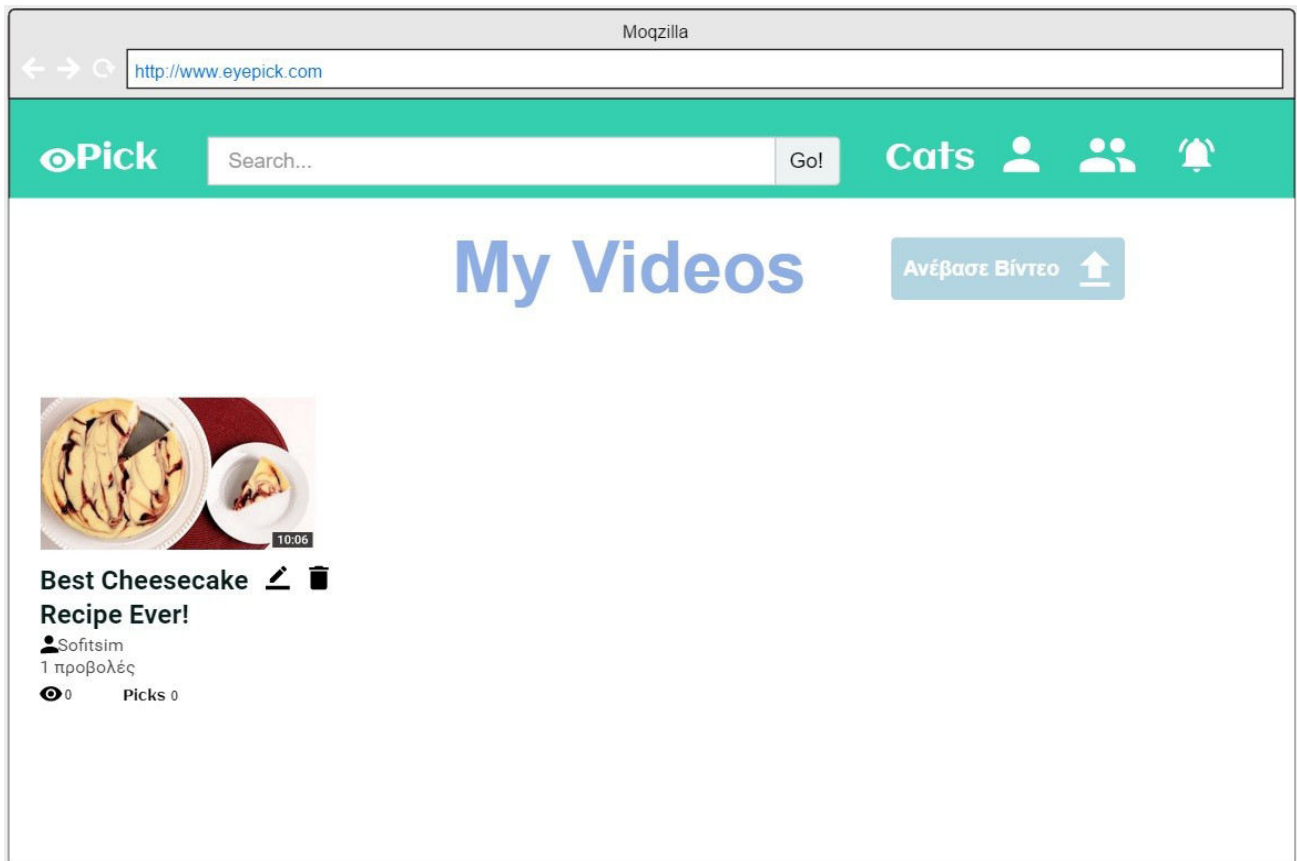 Moqzilla
http://www.eyepick.com
Pick
Search...
Go!
Cats
My Videos
Ανέβασε Βίντεο
10:06
Best Cheesecake
Recipe Ever!
Sofitsim
1 προβολές
0 Picks 0